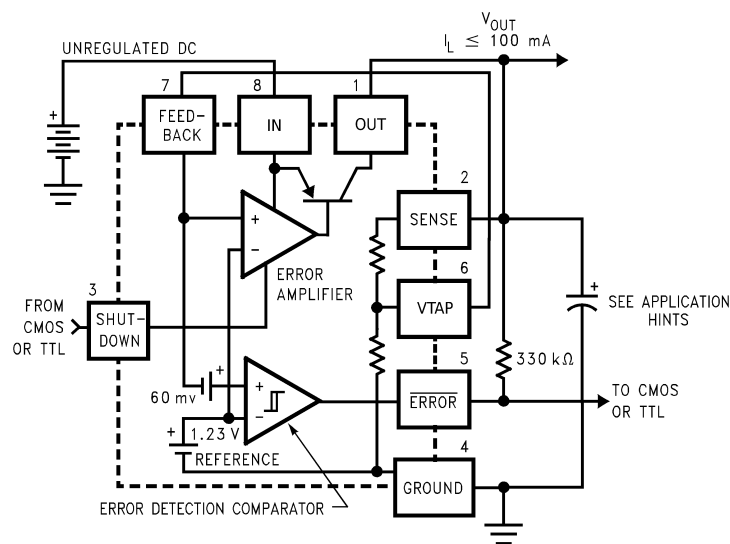 V_OUT
I_L ≤ 100 mA
UNREGULATED DC
7
8
1
+
FEED-
BACK
IN
OUT
2
SENSE
+
−
ERROR
AMPLIFIER
6
VTAP
3
FROM
CMOS
OR TTL
SHUT-
DOWN
+
SEE APPLICATION
HINTS
330 kΩ
5
ERROR
TO CMOS
OR TTL
+
60 mv
+
−
+
1.23 V
REFERENCE
4
GROUND
ERROR DETECTION COMPARATOR